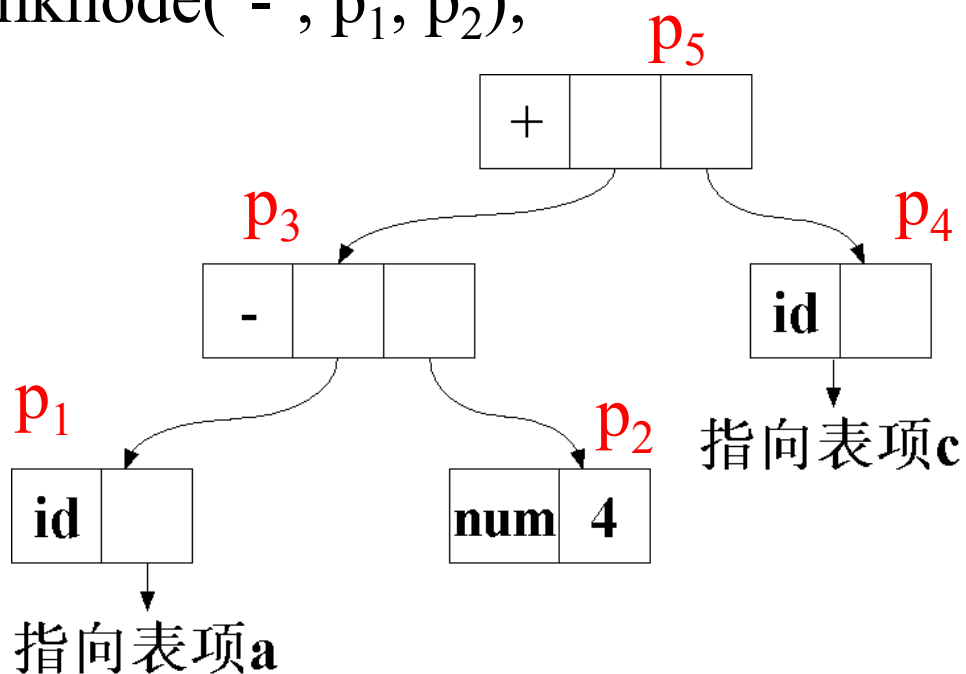 mknode('-', p₁, p₂);
p₅
+
p₃
p₄
-
id
p₁
p₂
指向表项c
id
num 4
指向表项a